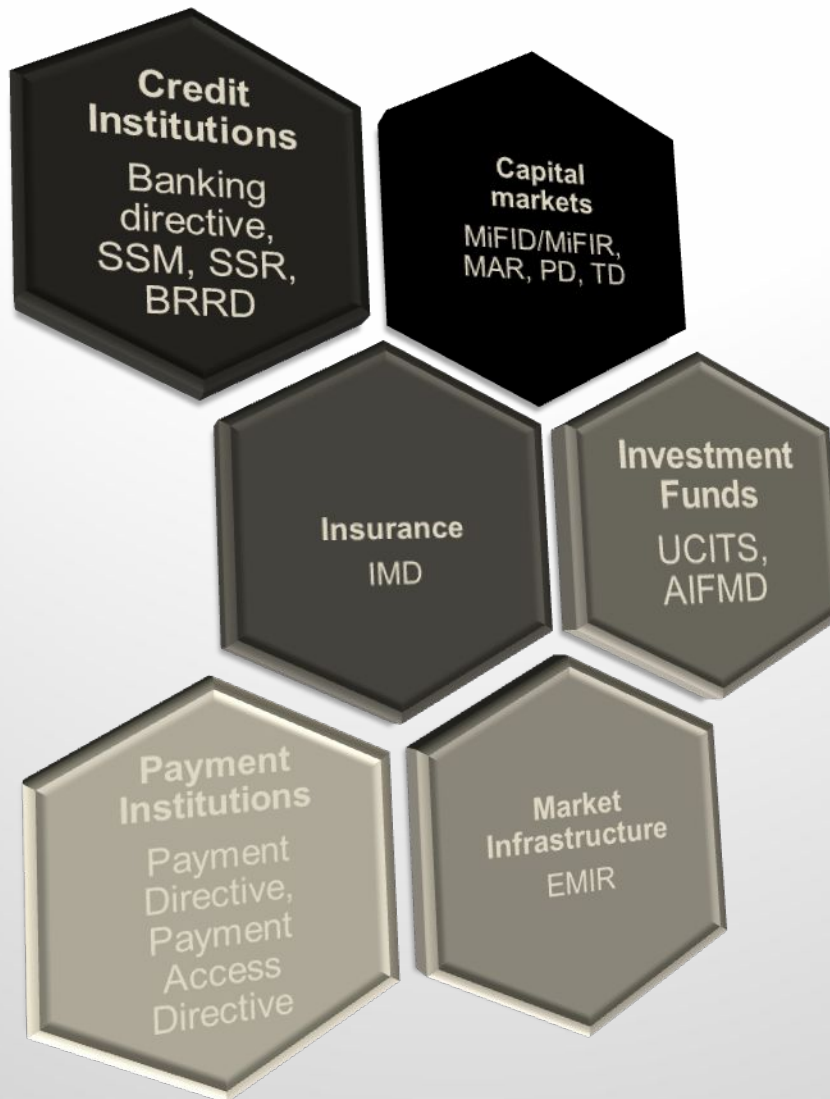 Credit
Institutions
Banking
directive,
SSM, SSR,
BRRD
Capital
markets
MiFID/MiFIR,
MAR, PD, TD
Insurance
IMD
Investment
Funds
UCITS,
AIFMD
Payment
Institutions
Payment
Directive,
Payment
Access
Directive
Market
Infrastructure
EMIR